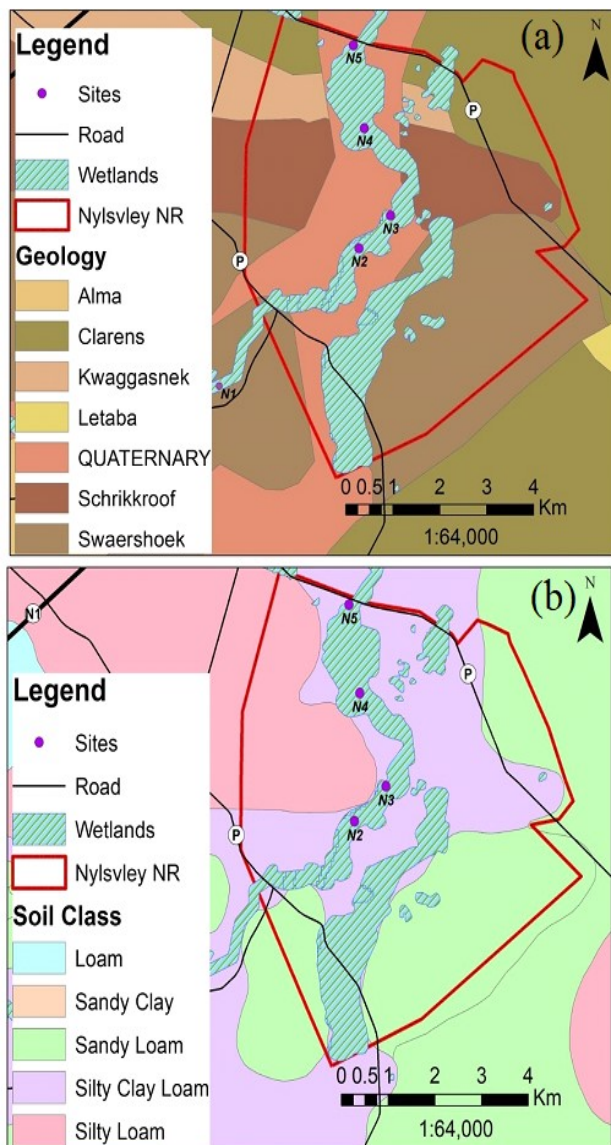 (a)
N
Legend
Sites
Road
Wetlands
Nylsvley NR
Geology
Alma
Clarens
Kwaggasnek
Letaba
QUATERNARY
Schrikkroof
Swaershoek
N5
P
N4
N3
P
N2
N1
0 0.5 1 2 3 4
Km
1:64,000
(b)
N
N1
Legend
Sites
Road
Wetlands
Nylsvley NR
Soil Class
Loam
Sandy Clay
Sandy Loam
Silty Clay Loam
Silty Loam
N5
P
N4
N3
P
N2
0 0.5 1 2 3 4
Km
1:64,000